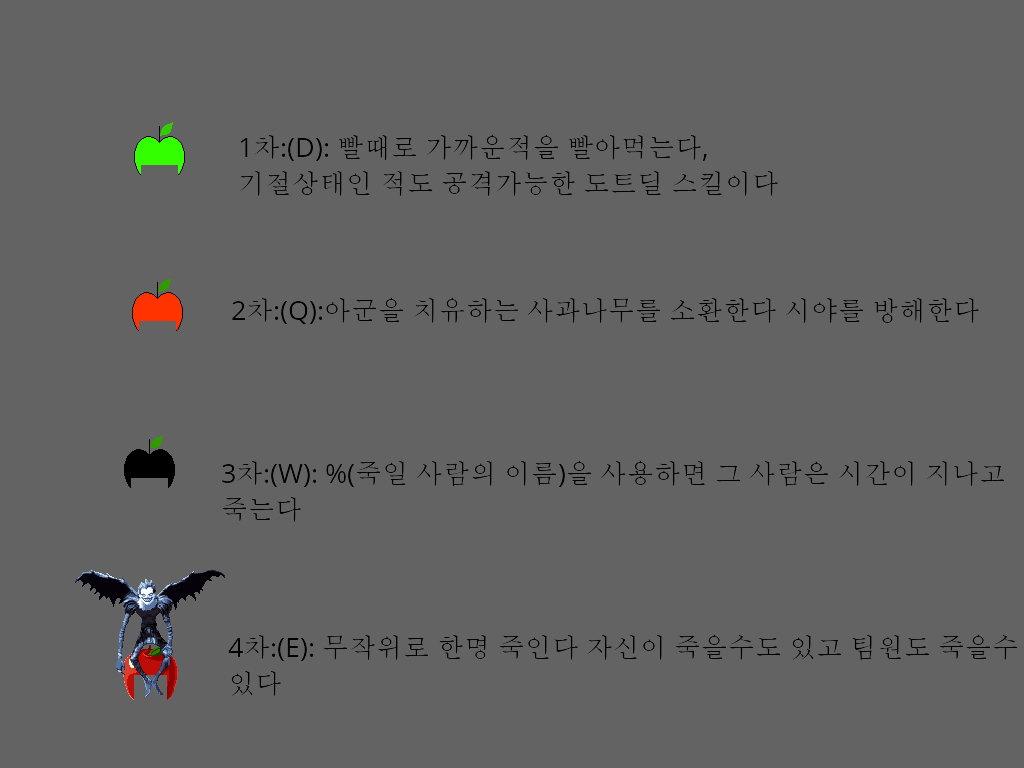 1차:(D): 빨때로 가까운적을 빨아먹는다,
기절상태인 적도 공격가능한 도트딜 스킬이다
2차:(Q):아군을 치유하는 사과나무를 소환한다 시야를 방해한다
3차:(W): %(죽일 사람의 이름)을 사용하면 그 사람은 시간이 지나고
죽는다
4차:(E): 무작위로 한명 죽인다 자신이 죽을수도 있고 팀원도 죽을수
있다